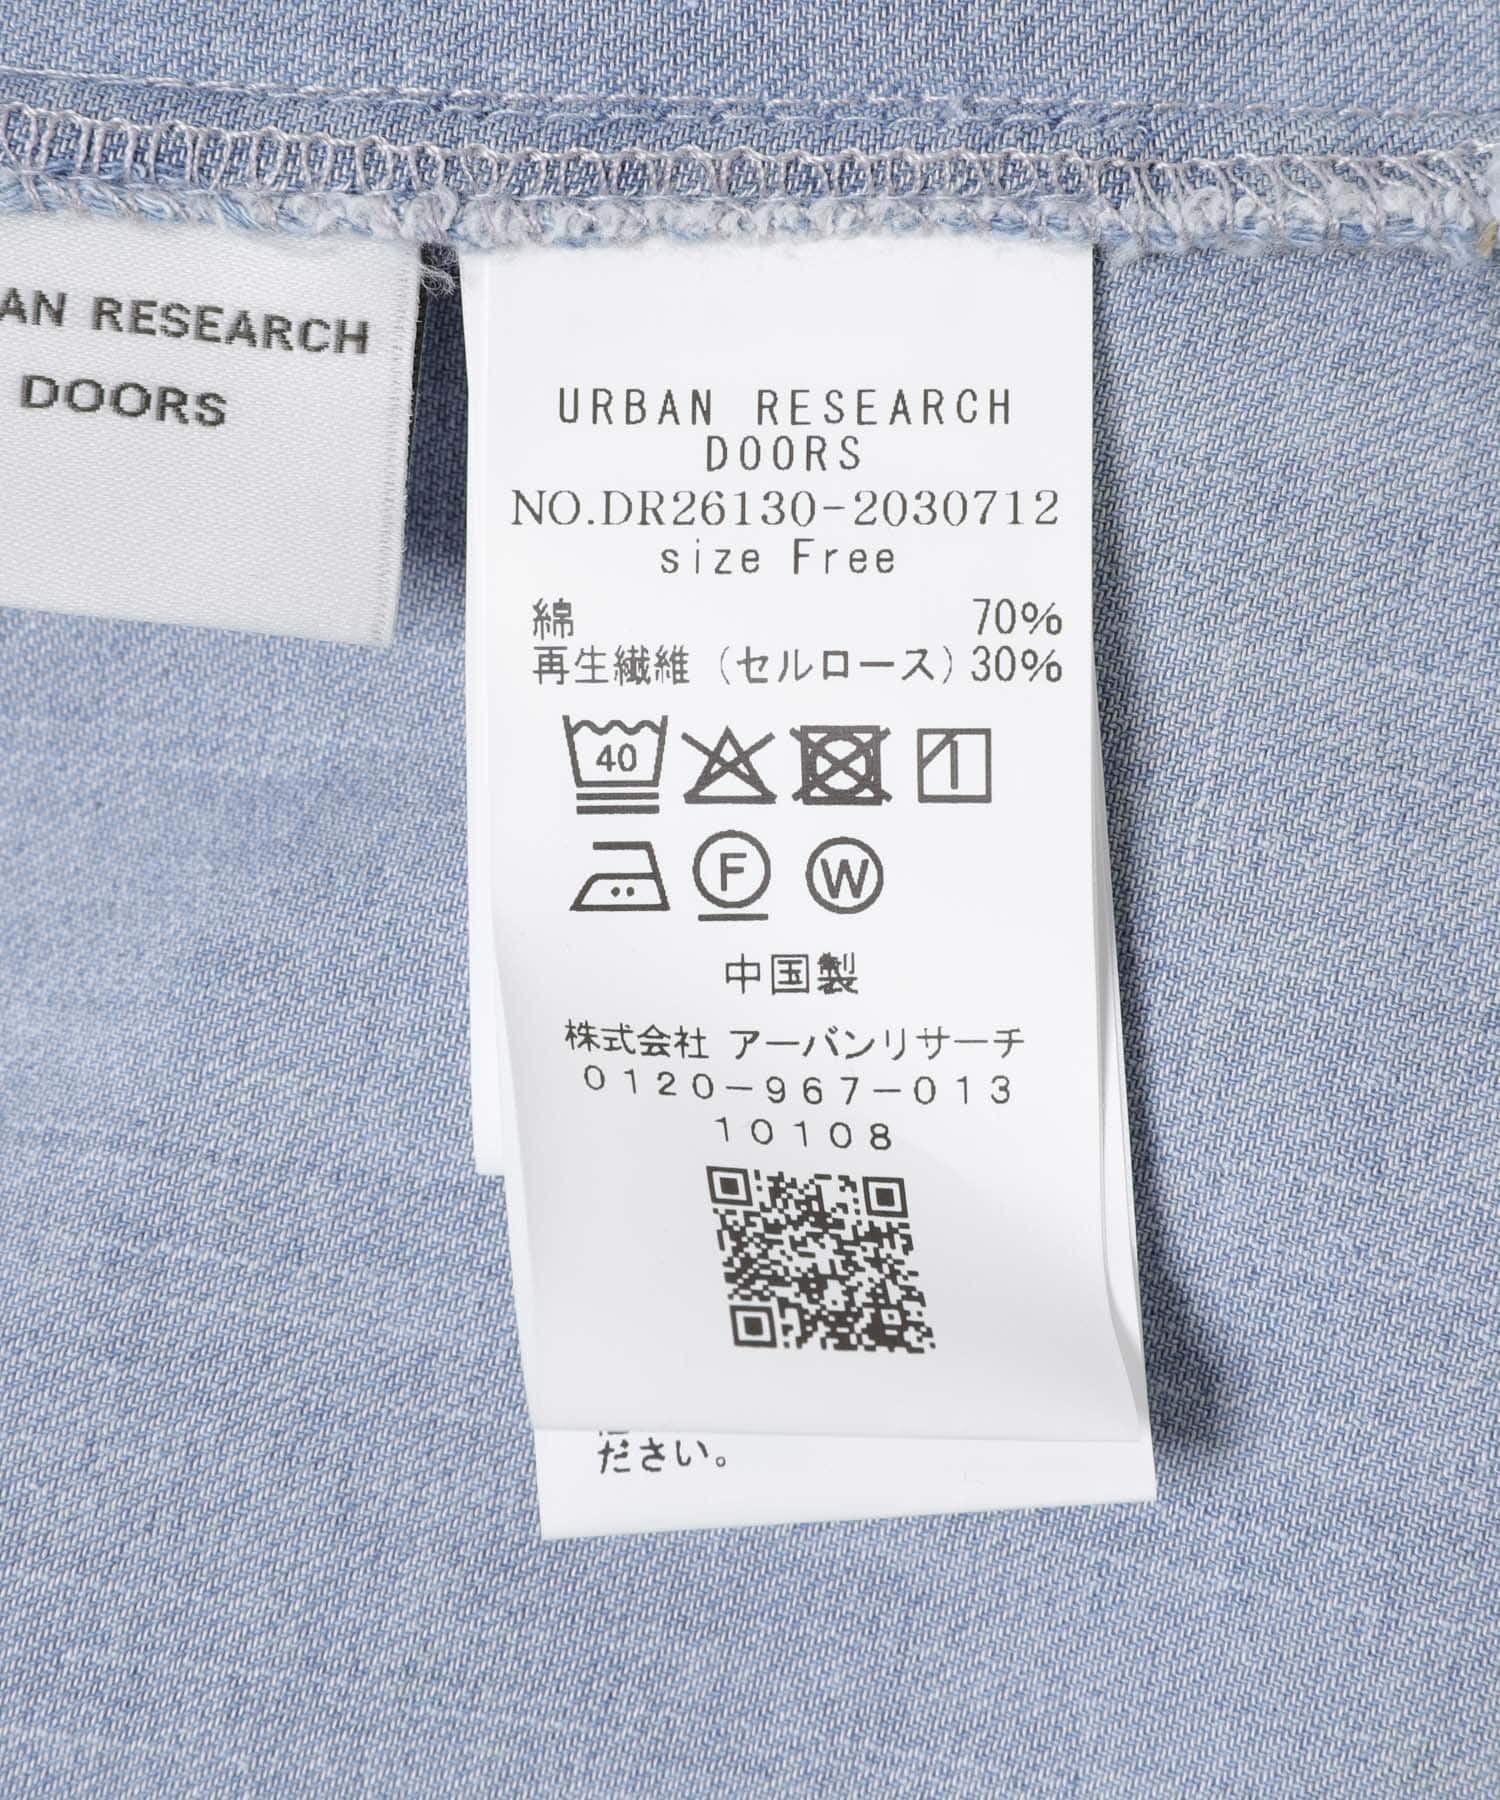 AN RESEARCH
DOORS
URBAN RESEARCH
DOORS
NO.DR26130-2030712
size Free
綿 70%
再生繊維（セルロース）30%
40
F W
中国製
株式会社 アーバンリサーチ
0120-967-013
10108
ださい。